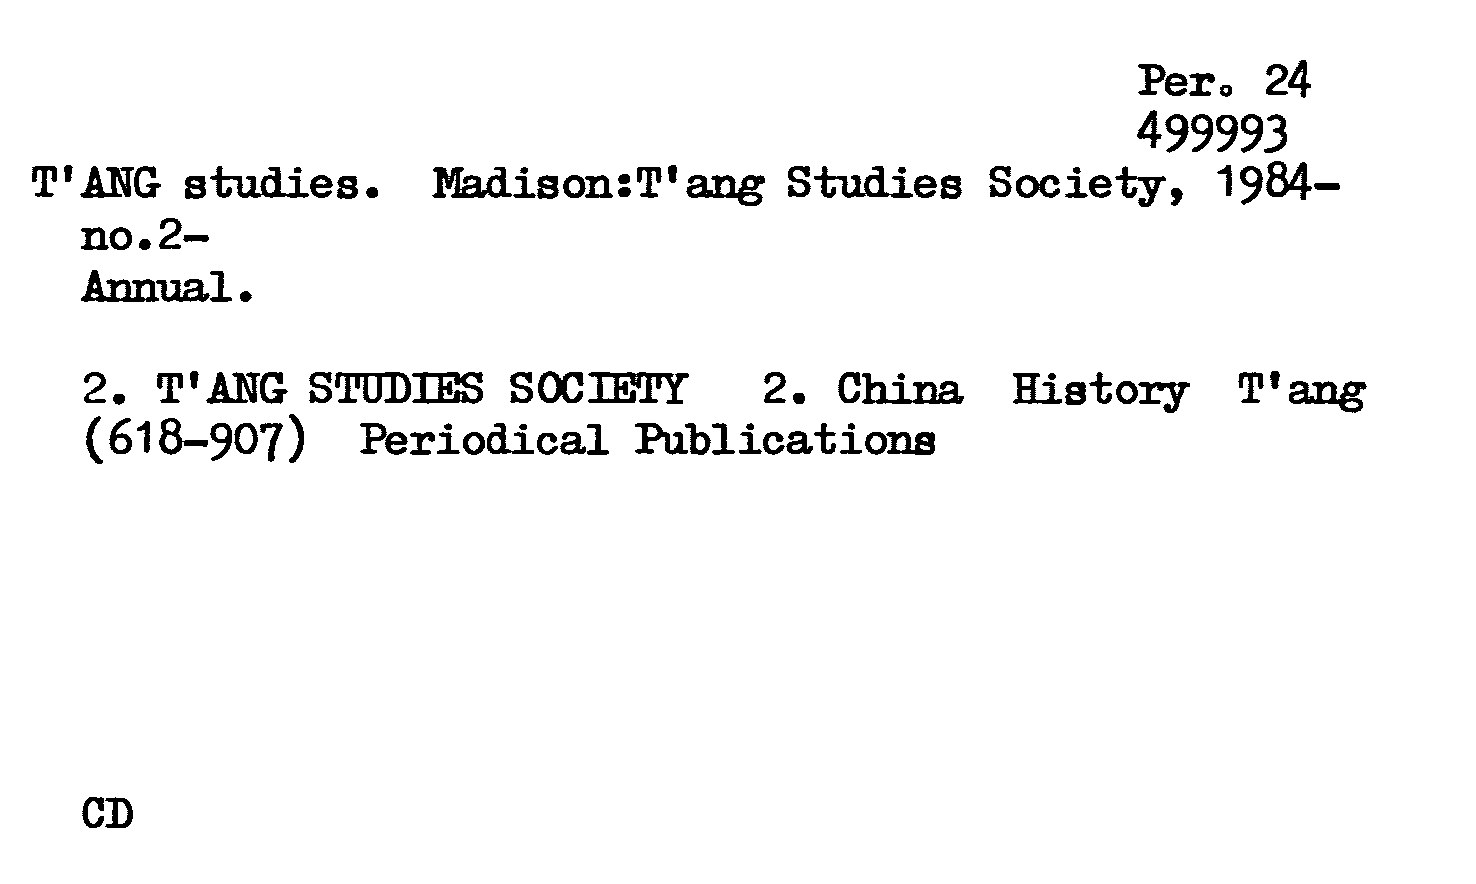 Per. 24
499993
T'ANG studies. Madison:T'ang Studies Society, 1984-
no.2-
Annual.
2. T'ANG STUDIES SOCIETY 2. China History T'ang
(618-907) Periodical Publications
CD